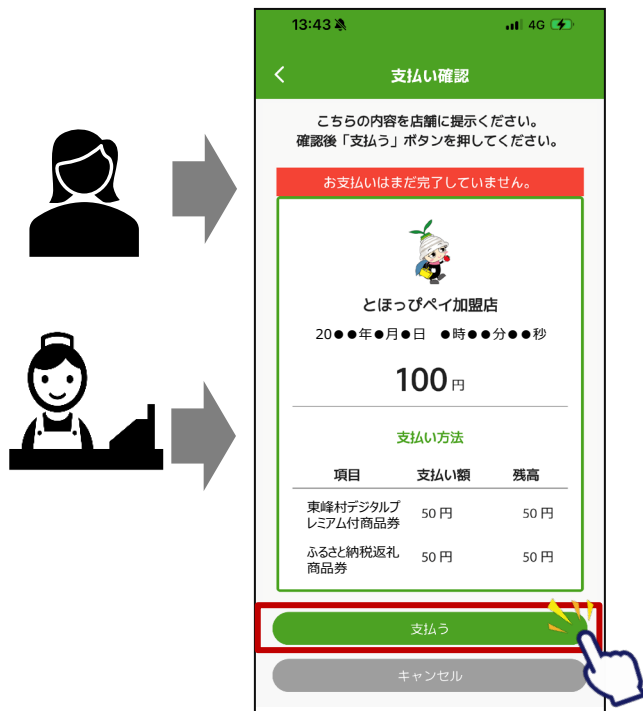 13:43 4G
支払い確認
こちらの内容を店舗に提示ください。
確認後「支払う」ボタンを押してください。
お支払いはまだ完了していません。
とほっぴペイ加盟店
20●●年●月●日 ●時●●分●●秒
100円
支払い方法
項目 支払い額 残高
東峰村デジタルプ
レミアム付商品券 50円 50円
ふるさと納税返礼
商品券 50円 50円
支払う
キャンセル